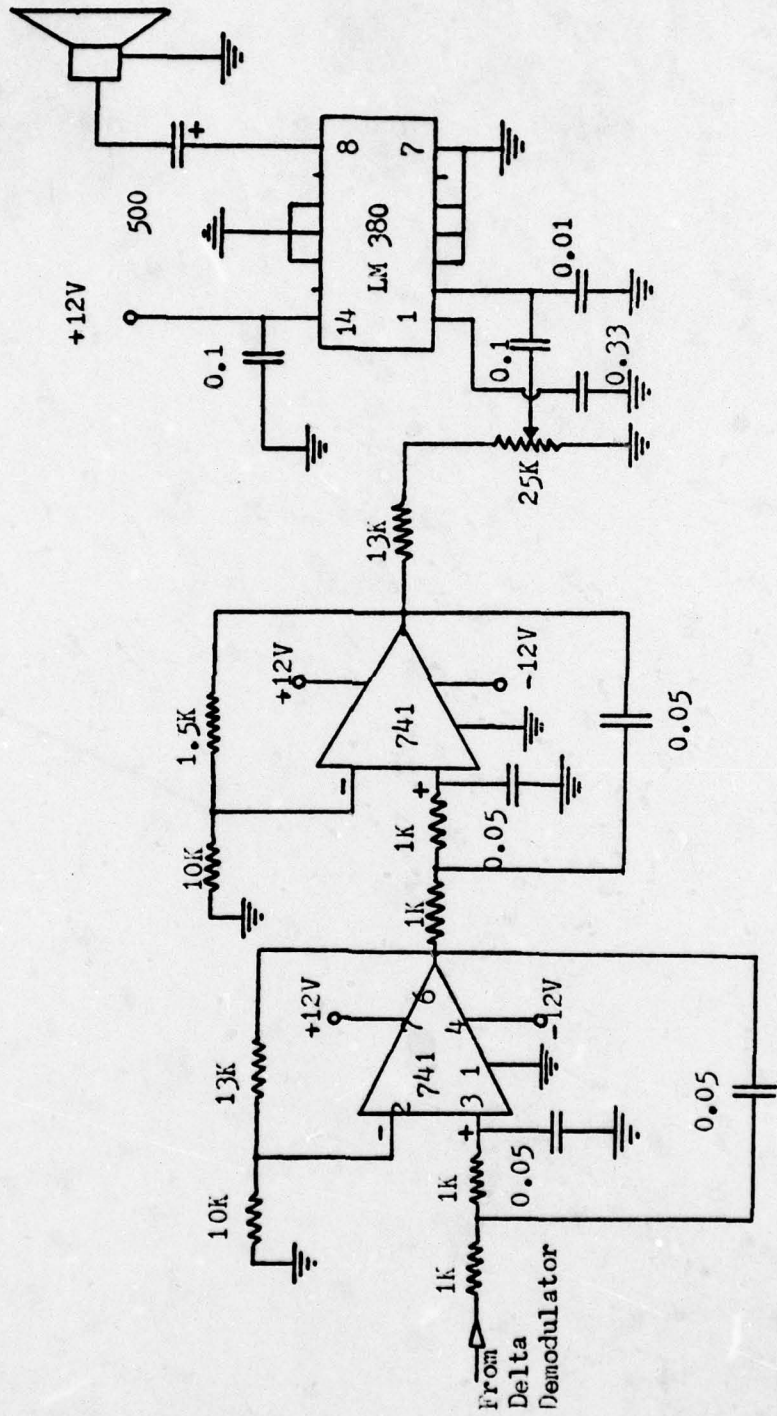 From
Delta
Demodulator
1K
1K
0.05
10K
13K
+12V
-12V
-
+
741
2
3
7
6
4
1
0.05
1K
1K
0.05
10K
1.5K
+12V
-12V
-
+
741
0.05
13K
25K
0.1
0.33
0.01
+12V
0.1
LM 380
14
1
8
7
500
+